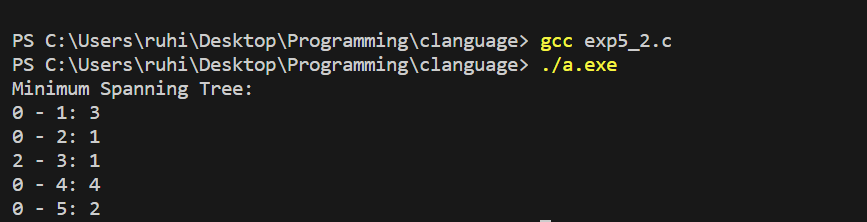 PS C:\Users\ruhi\Desktop\Programming\clanguage> gcc exp5_2.c
PS C:\Users\ruhi\Desktop\Programming\clanguage> ./a.exe
Minimum Spanning Tree:
0 - 1: 3
0 - 2: 1
2 - 3: 1
0 - 4: 4
0 - 5: 2